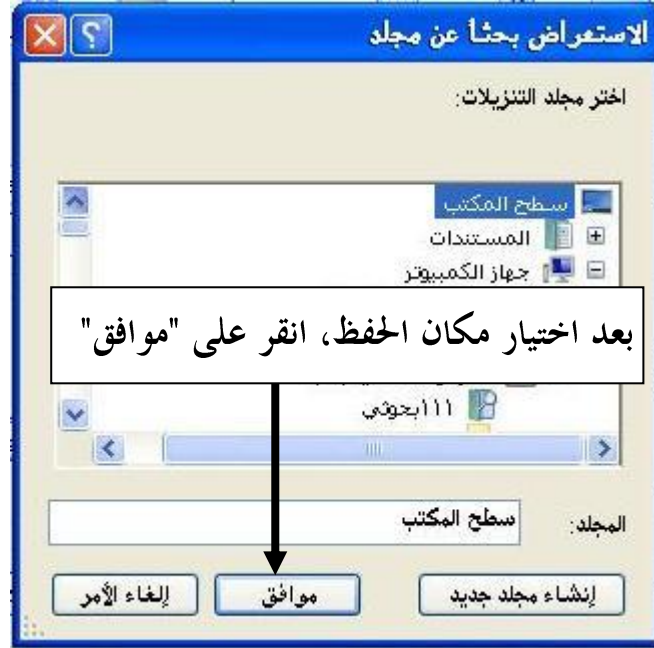 الاستعراض بحثاً عن مجلد
اختر مجلد التنزيلات:
سطح المكتب
المستندات
جهاز الكمبيوتر
بعد اختيار مكان الحفظ، انقر على "موافق"
١١١بحوثي
المجلد: سطح المكتب
إنشاء مجلد جديد موافق إلغاء الأمر